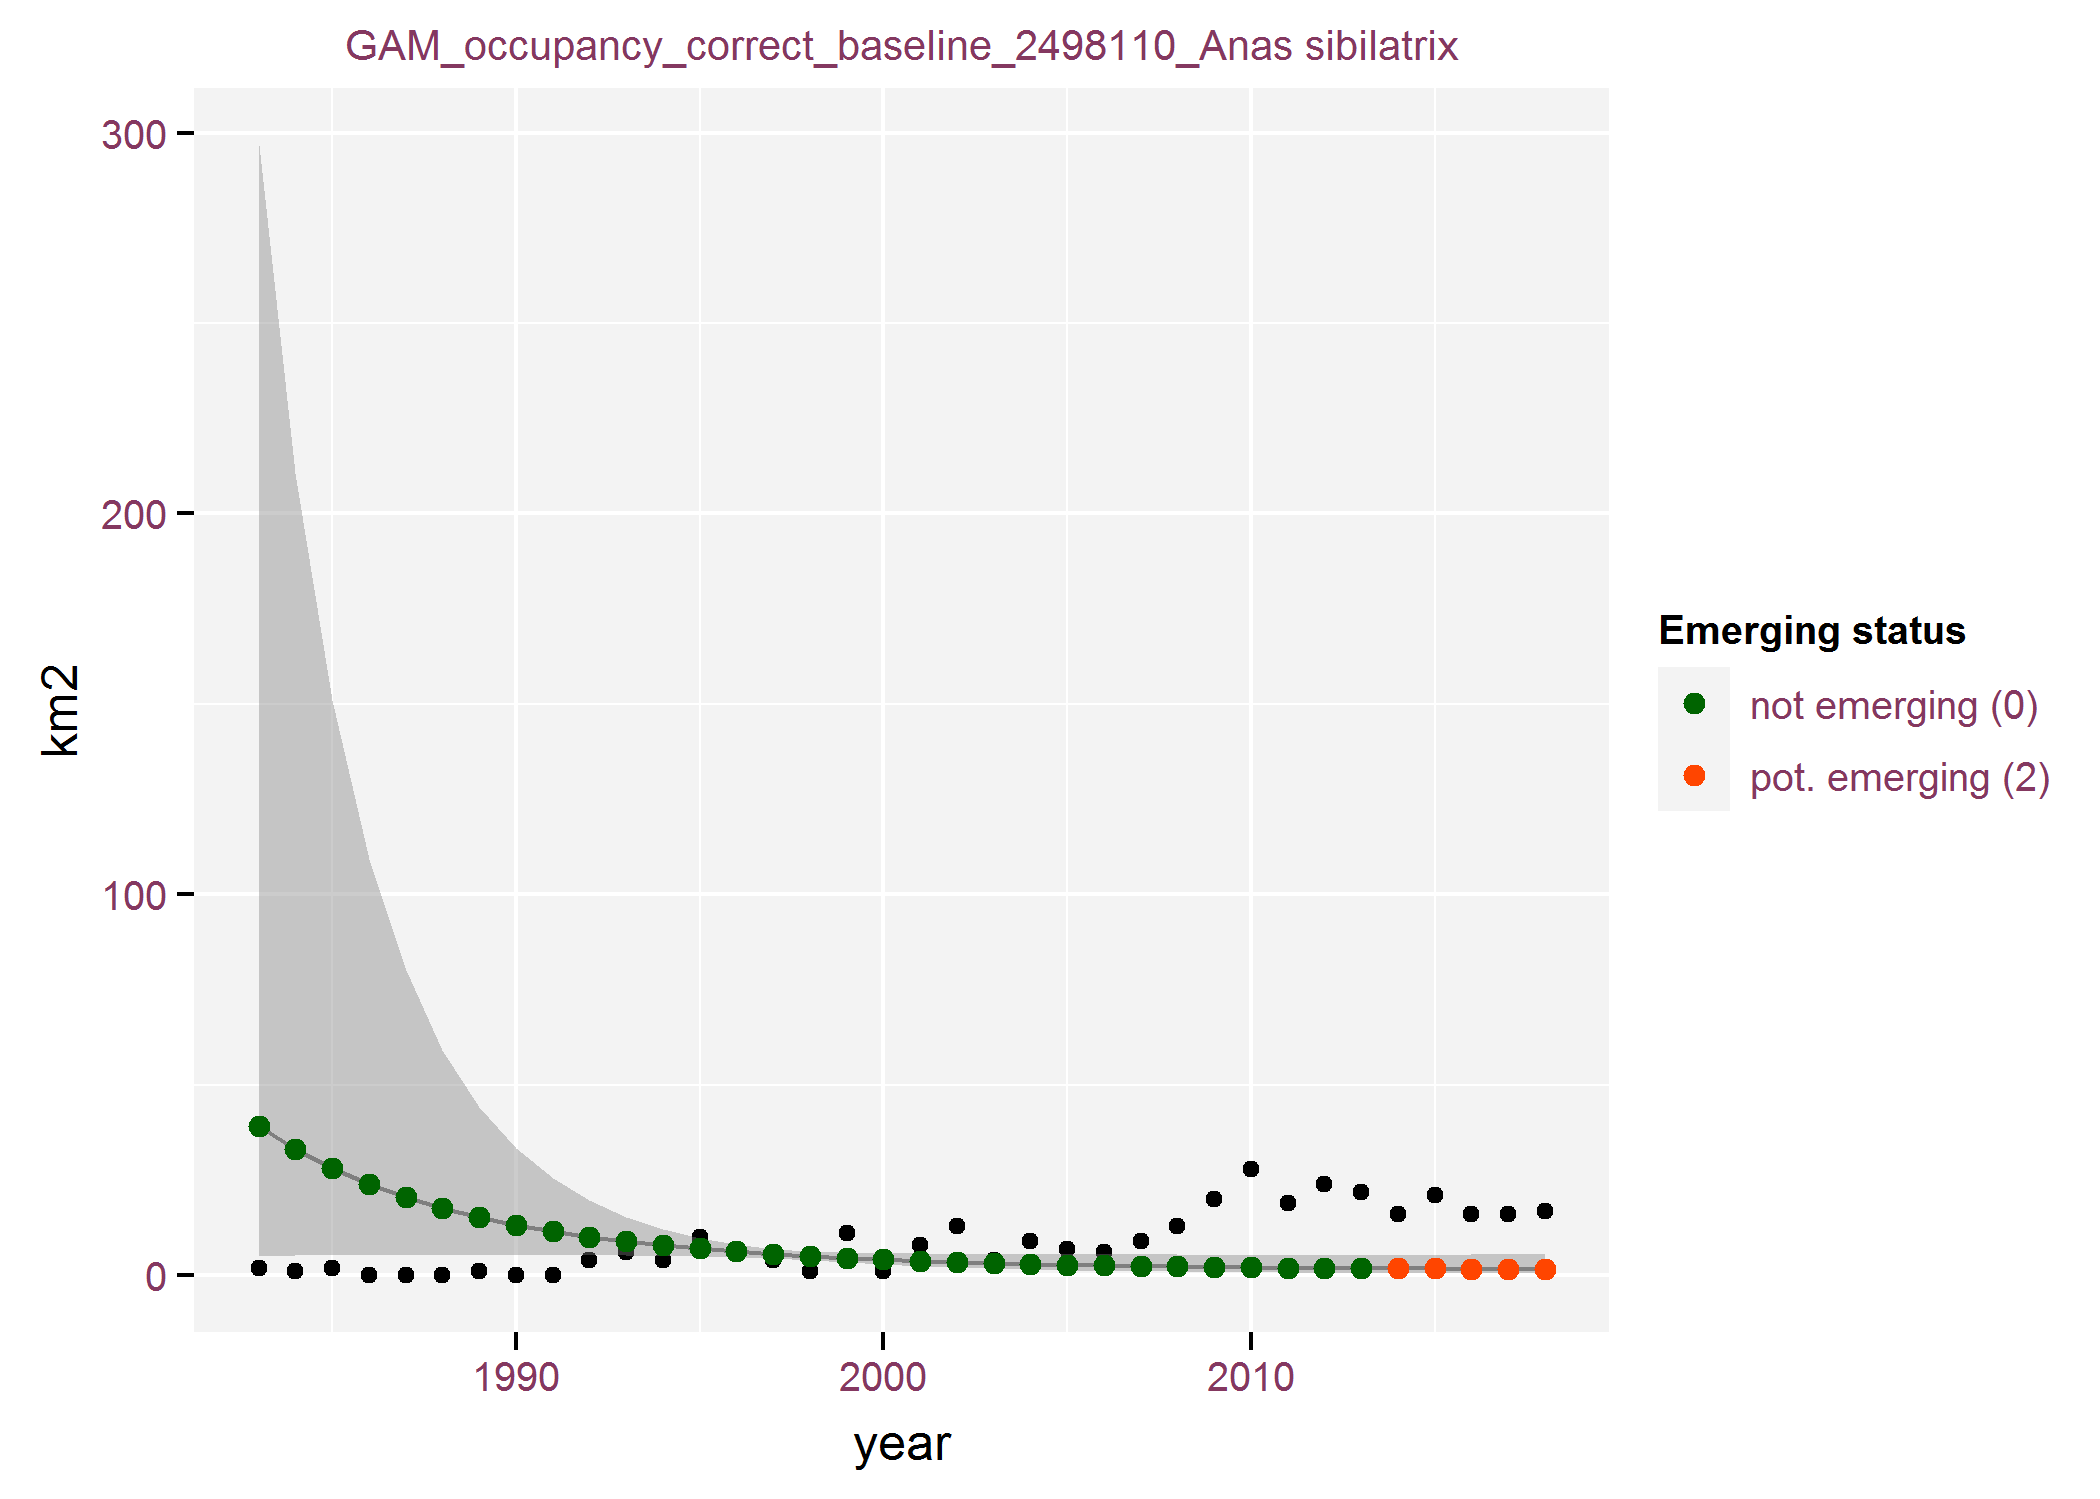 GAM_occupancy_correct_baseline_2498110_Anas sibilatrix
300
200
100
0
km2
1990 2000 2010
year
Emerging status
not emerging (0)
pot. emerging (2)